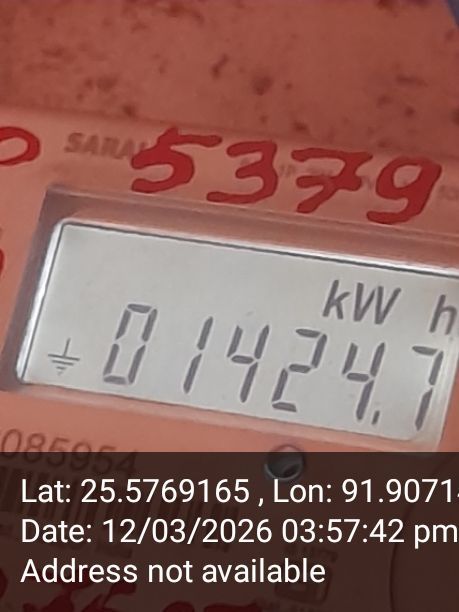 5379
kW h
01424.7
085954
Lat: 25.5769165 , Lon: 91.9071
Date: 12/03/2026 03:57:42 pm
Address not available